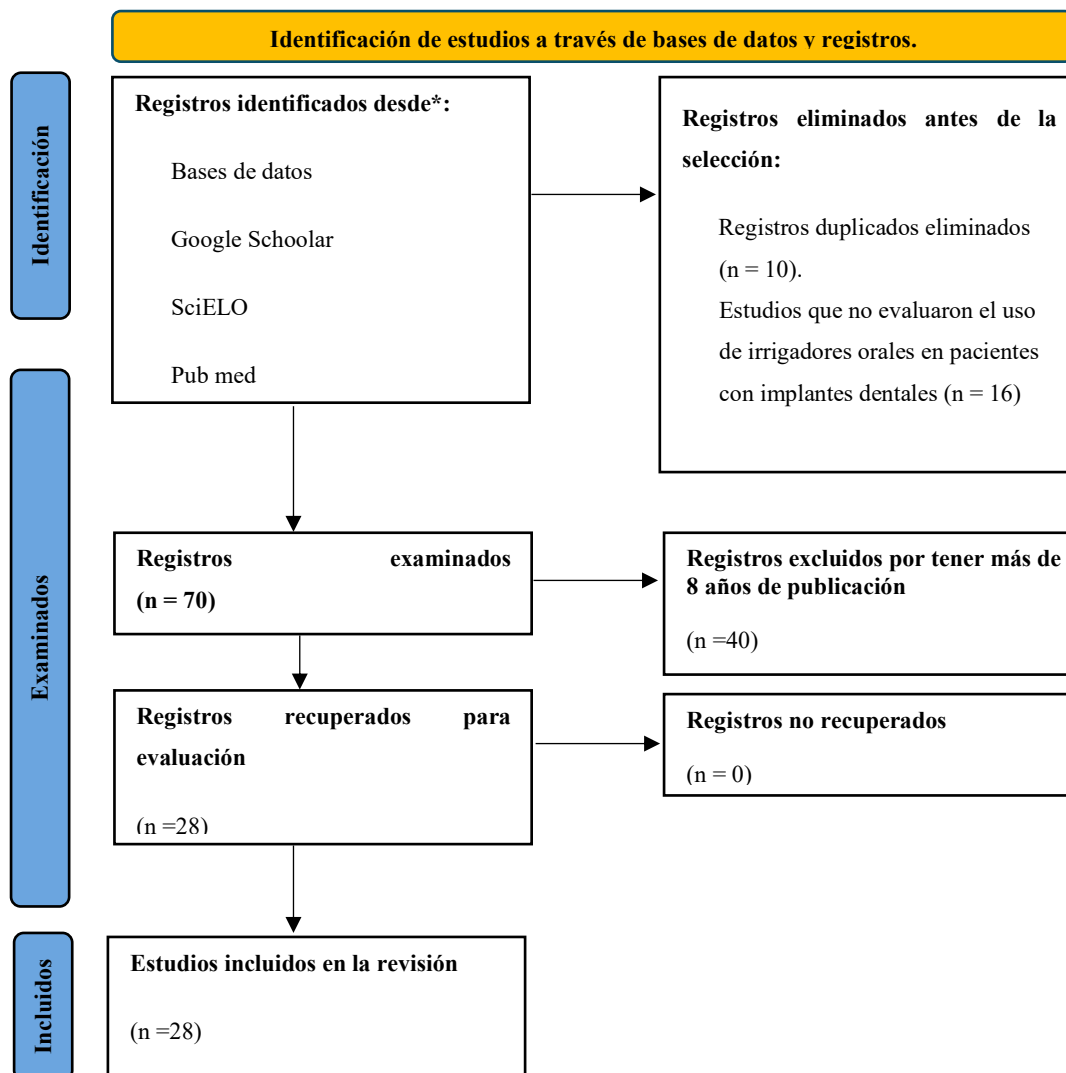 Identificación de estudios a través de bases de datos y registros.
Identificación
Registros identificados desde*:
Bases de datos
Google Schoolar
SciELO
Pub med
Registros eliminados antes de la
selección:
Registros duplicados eliminados
(n = 10).
Estudios que no evaluaron el uso
de irrigadores orales en pacientes
con implantes dentales (n = 16)
Examinados
Registros examinados
(n = 70)
Registros excluidos por tener más de
8 años de publicación
(n =40)
Registros recuperados para
evaluación
(n =28)
Registros no recuperados
(n = 0)
Incluidos
Estudios incluidos en la revisión
(n =28)